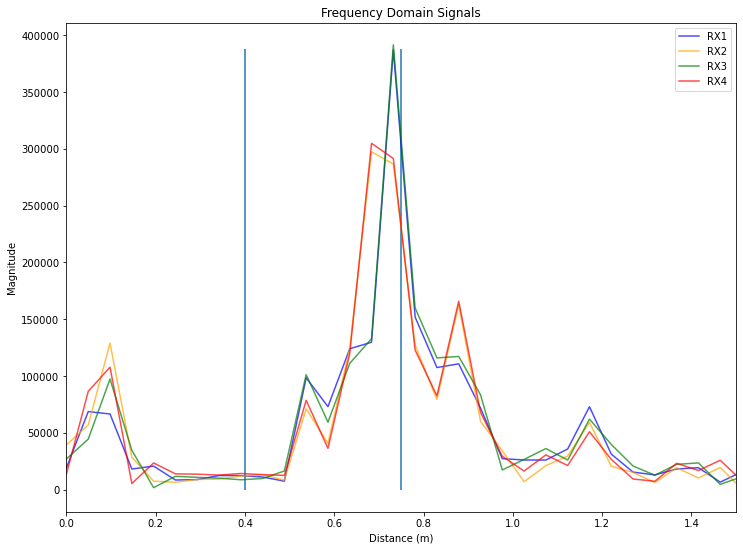 Frequency Domain Signals
RX1
RX2
RX3
RX4
400000
350000
300000
250000
200000
150000
100000
50000
0
Magnitude
0.0 0.2 0.4 0.6 0.8 1.0 1.2 1.4
Distance (m)